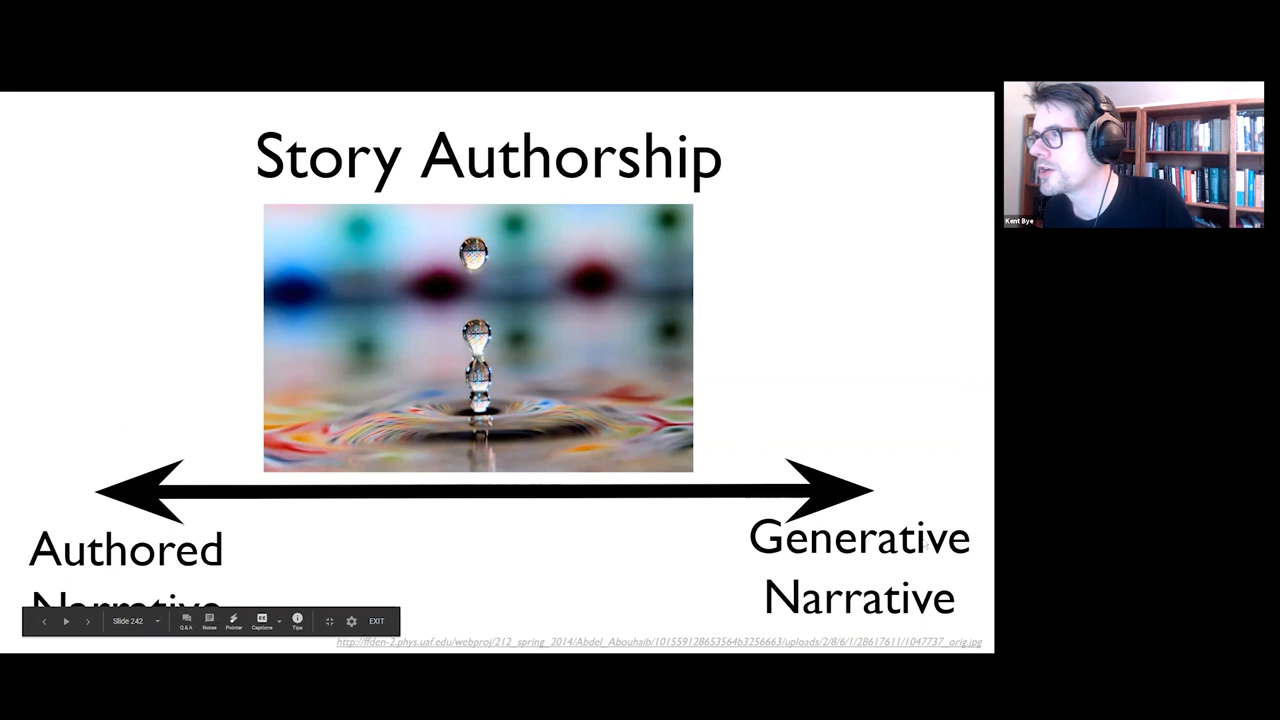 Story Authorship
Kent Bye
Authored
Narrative
Generative
Narrative
Slide 242
Q&A
Notes
Pointer
Captions
Tips
EXIT
http://ffden-2.phys.uaf.edu/webproj/212_spring_2014/Abdel_Abouhaib/101559128653564b3256663/uploads/2/8/6/1/28617611/1047737_orig.jpg